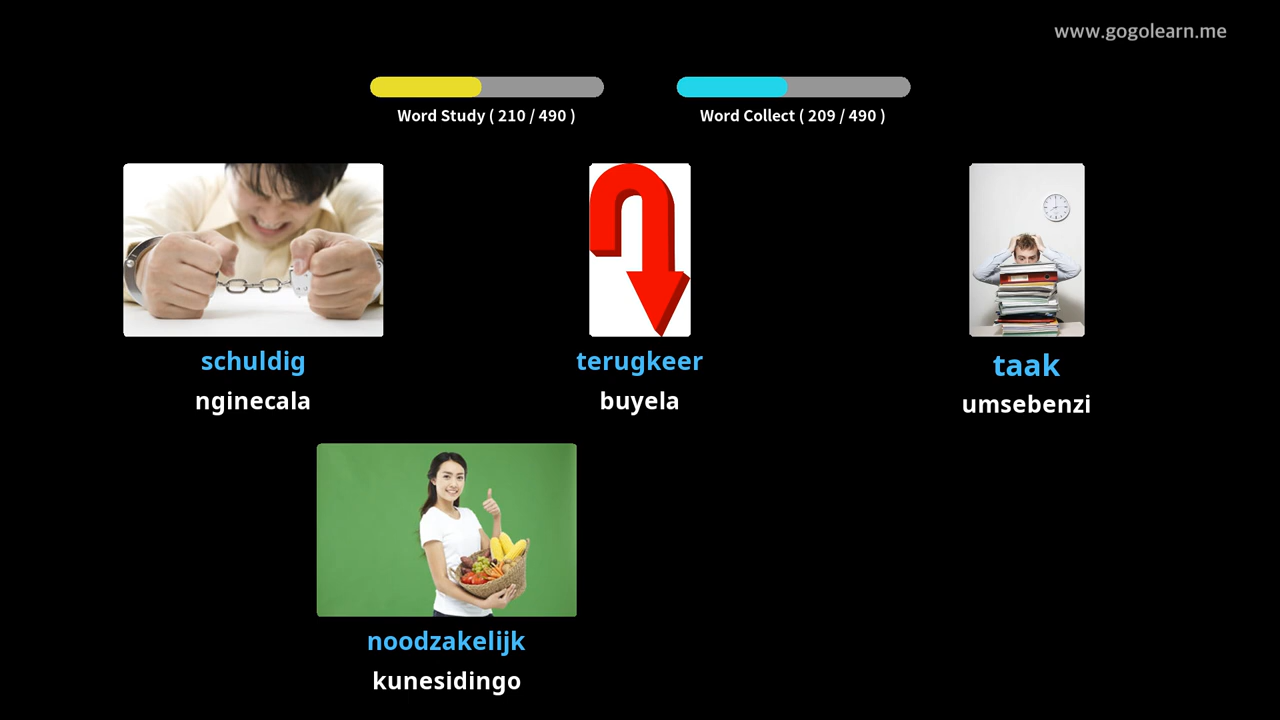 www.gogolearn.me
Word Study ( 210 / 490 )
Word Collect ( 209 / 490 )
schuldig
nginecala
terugkeer
buyela
taak
umsebenzi
noodzakelijk
kunesidingo